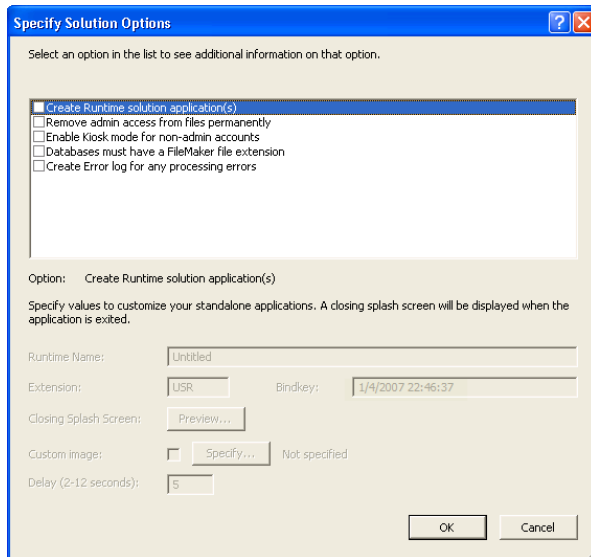 Specify Solution Options
Select an option in the list to see additional information on that option.
Create Runtime solution application(s)
Remove admin access from files permanently
Enable Kiosk mode for non-admin accounts
Databases must have a FileMaker file extension
Create Error log for any processing errors
Option: Create Runtime solution application(s)
Specify values to customize your standalone applications. A closing splash screen will be displayed when the
application is exited.
Runtime Name: Untitled
Extension: USR Bindkey: 1/4/2007 22:46:37
Closing Splash Screen: Preview...
Custom image: Specify... Not specified
Delay (2-12 seconds): 5
OK Cancel